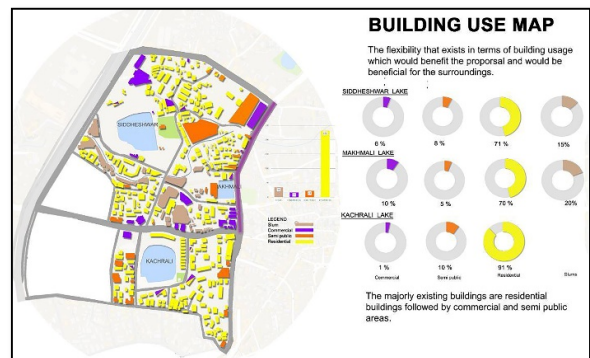 BUILDING USE MAP
The flexibility that exists in terms of building usage
which would benefit the proporsal and would be
beneficial for the surroundings.
SIDDHESHWAR LAKE
6 %
8 %
71 %
15%
MAKHMALI LAKE
10 %
5 %
70 %
20%
KACHRALI LAKE
1 %
10 %
91 %
Commercial
Semi public
Residential
Slums
The majorly existing buildings are residential
buildings followed by commercial and semi public
areas.
SIDDHESHWAR
MAKHMALI
KACHRALI
LEGEND
Slum
Commercial
Semi public
Residential